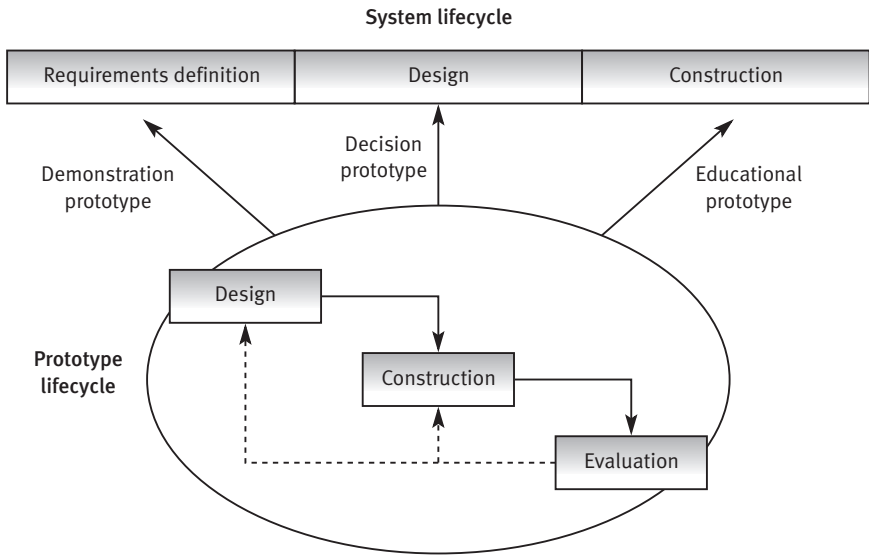 System lifecycle
Requirements definition
Design
Construction
Demonstration
prototype
Decision
prototype
Educational
prototype
Design
Prototype
lifecycle
Construction
Evaluation